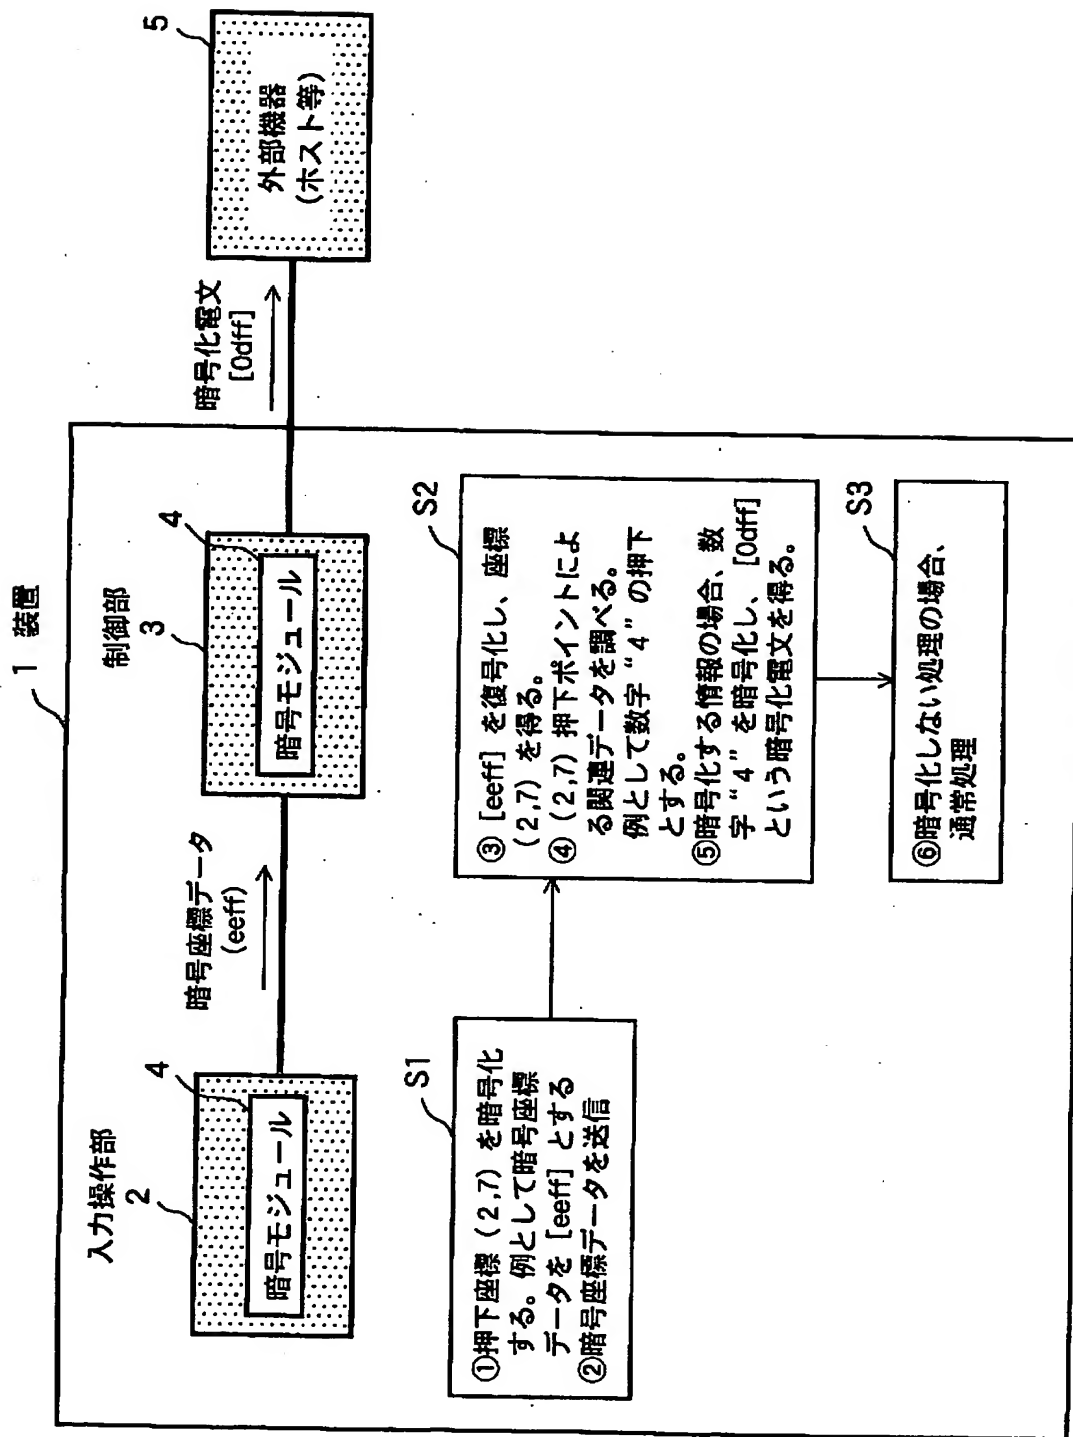 1 装置
入力操作部
2
4
暗号モジュール
暗号座標データ
(eeff)
制御部
3
4
暗号モジュール
暗号化電文
[0dff]
5
外部機器
(ホスト等)
S1
①押下座標(2,7)を暗号化
する。例として暗号座標
データを[eeff]とする
②暗号座標データを送信
S2
③[eeff]を復号化し、座標
(2,7)を得る。
④(2,7)押下ポイントによ
る関連データを調べる。
例として数字“4”の押下
とする。
⑤暗号化する情報の場合、数
字“4”を暗号化し、[0dff]
という暗号化電文を得る。
S3
⑥暗号化しない処理の場合、
通常処理